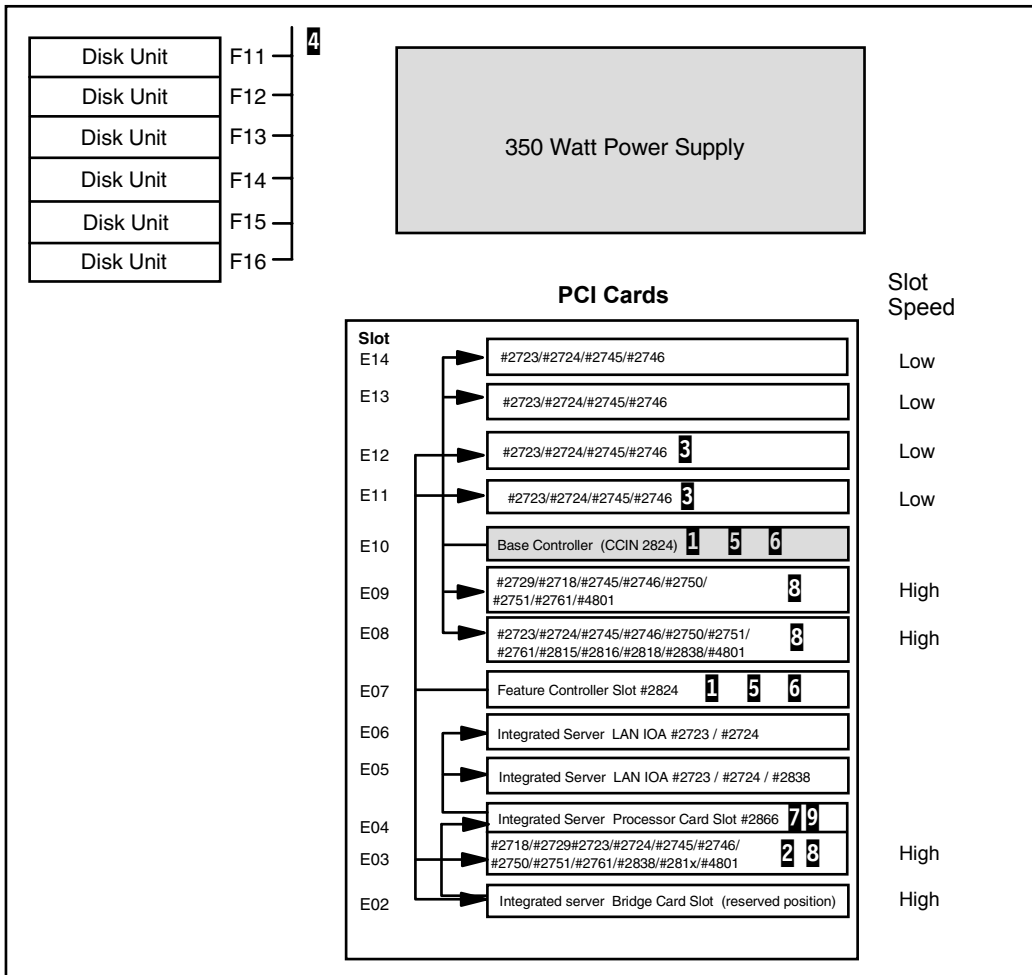 4
Disk Unit F11
Disk Unit F12
Disk Unit F13
Disk Unit F14
Disk Unit F15
Disk Unit F16
350 Watt Power Supply
PCI Cards
Slot
Speed
Slot
E14 #2723/#2724/#2745/#2746 Low
E13 #2723/#2724/#2745/#2746 Low
E12 #2723/#2724/#2745/#2746 3 Low
E11 #2723/#2724/#2745/#2746 3 Low
E10 Base Controller (CCIN 2824) 1 5 6
E09 #2729/#2718/#2745/#2746/#2750/
#2751/#2761/#4801 8 High
E08 #2723/#2724/#2745/#2746/#2750/#2751/
#2761/#2815/#2816/#2818/#2838/#4801 8 High
E07 Feature Controller Slot #2824 1 5 6
E06 Integrated Server LAN IOA #2723 / #2724
E05 Integrated Server LAN IOA #2723 / #2724 / #2838
E04 Integrated Server Processor Card Slot #2866 7 9
E03 #2718/#2729#2723/#2724/#2745/#2746/
#2750/#2751/#2761/#2838/#281x/#4801 2 8 High
E02 Integrated server Bridge Card Slot (reserved position) High